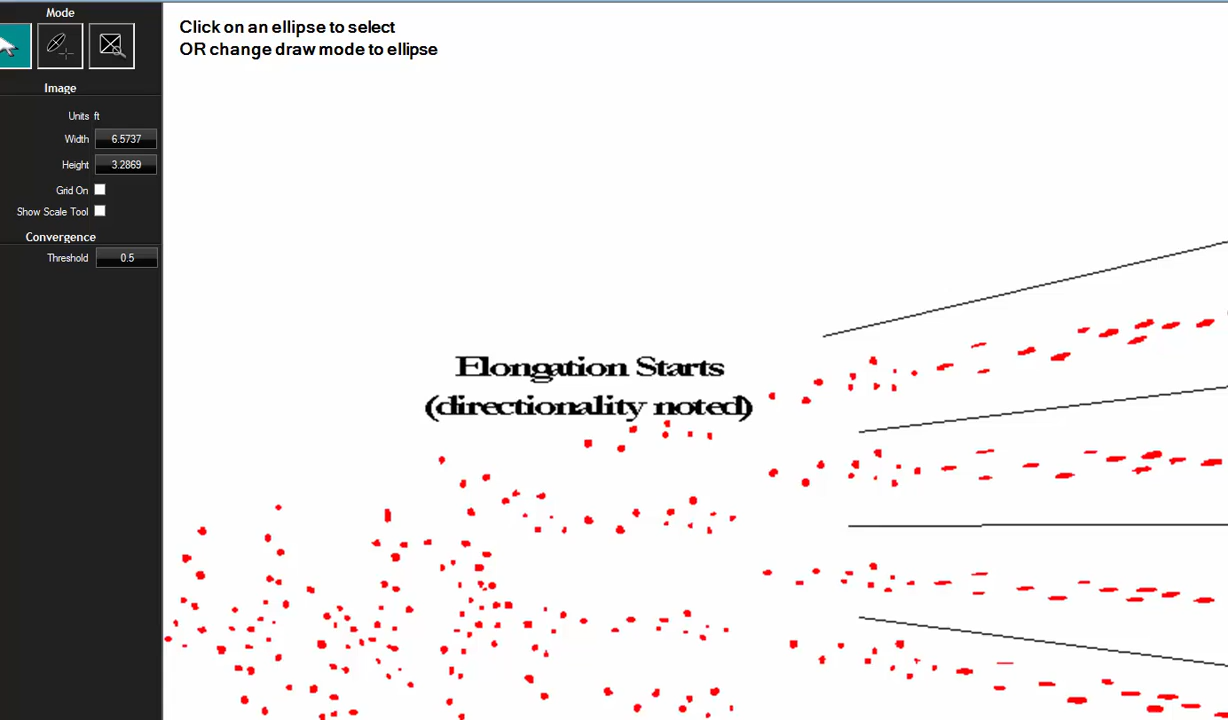 Mode
Click on an ellipse to select
OR change draw mode to ellipse
Image
Units ft
Width 6.5737
Height 3.2869
Grid On
Show Scale Tool
Convergence
Threshold 0.5
Elongation Starts
(directionality noted)